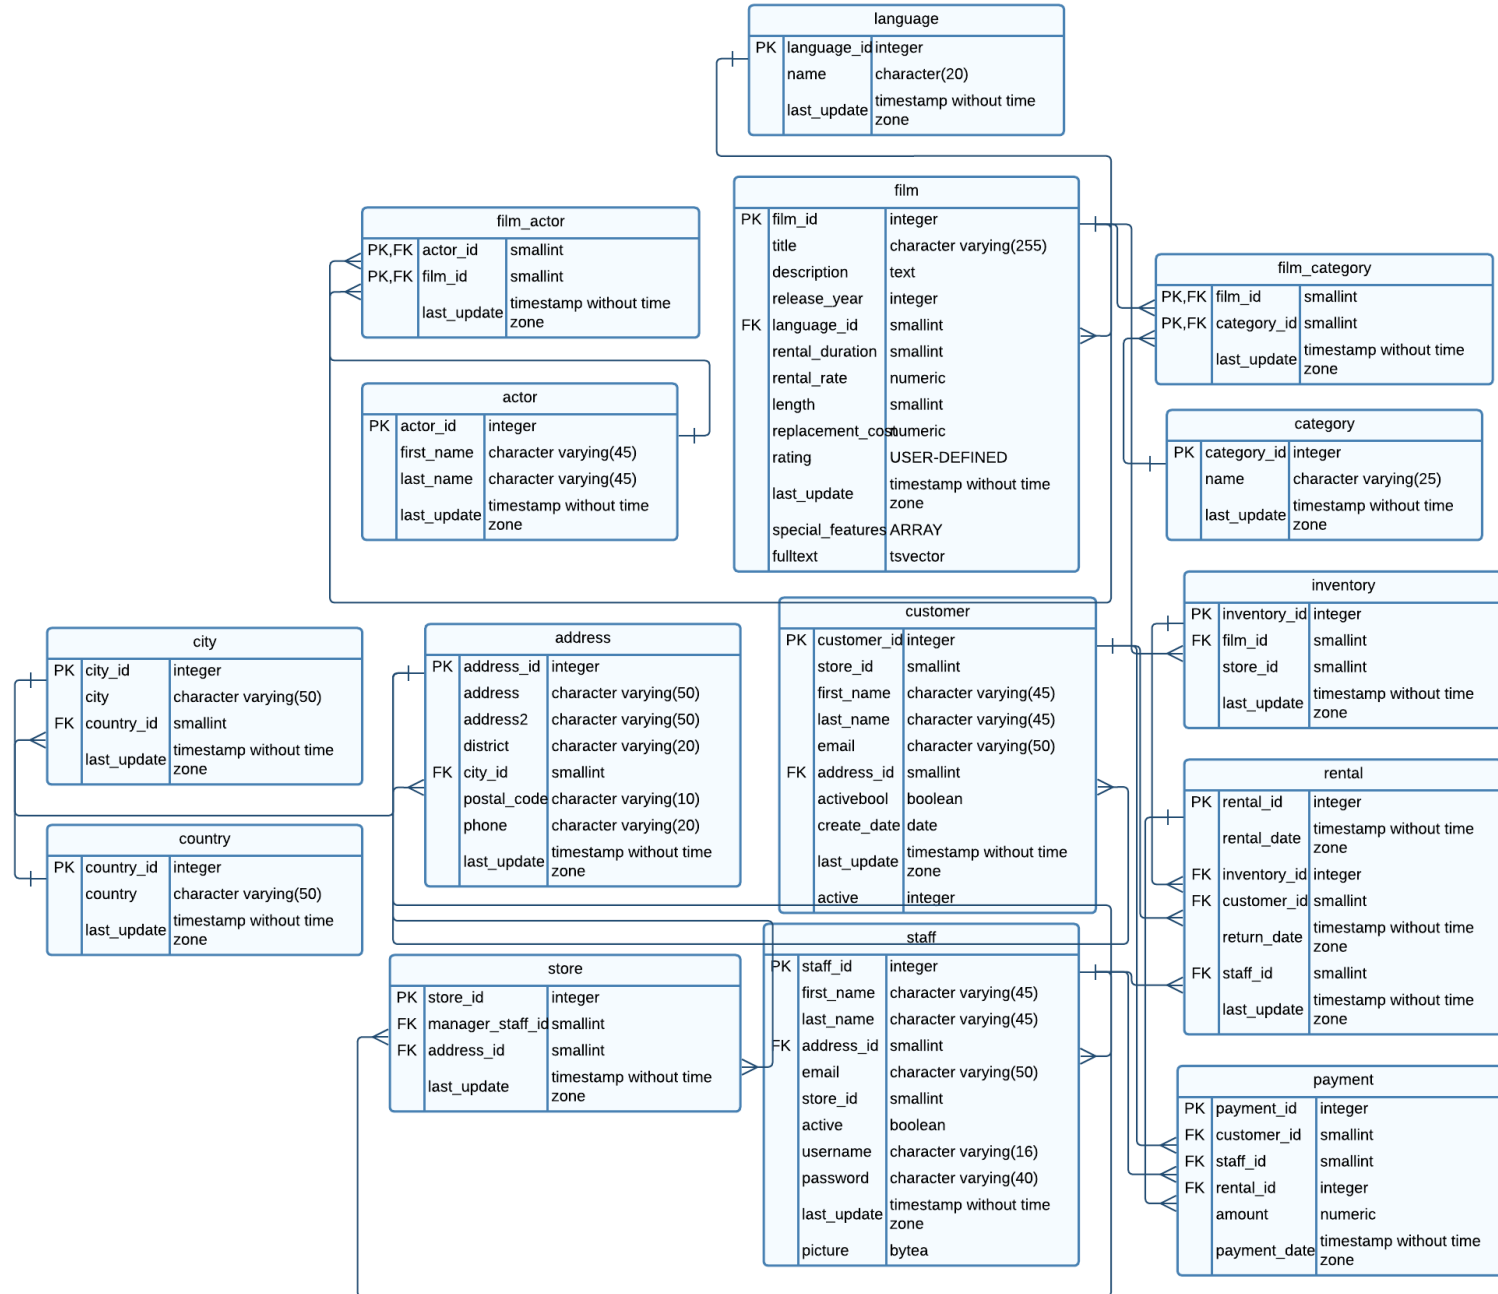 language
PK language_id integer
name character(20)
last_update timestamp without time
zone
film
PK film_id integer
title character varying(255)
description text
release_year integer
FK language_id smallint
rental_duration smallint
rental_rate numeric
length smallint
replacement_cost numeric
rating USER-DEFINED
last_update timestamp without time
zone
special_features ARRAY
fulltext tsvector
film_actor
PK,FK actor_id smallint
PK,FK film_id smallint
last_update timestamp without time
zone
film_category
PK,FK film_id smallint
PK,FK category_id smallint
last_update timestamp without time
zone
actor
PK actor_id integer
first_name character varying(45)
last_name character varying(45)
last_update timestamp without time
zone
category
PK category_id integer
name character varying(25)
last_update timestamp without time
zone
inventory
PK inventory_id integer
FK film_id smallint
store_id smallint
last_update timestamp without time
zone
customer
PK customer_id integer
store_id smallint
first_name character varying(45)
last_name character varying(45)
email character varying(50)
FK address_id smallint
activebool boolean
create_date date
last_update timestamp without time
zone
active integer
address
PK address_id integer
address character varying(50)
address2 character varying(50)
district character varying(20)
FK city_id smallint
postal_code character varying(10)
phone character varying(20)
last_update timestamp without time
zone
city
PK city_id integer
city character varying(50)
FK country_id smallint
last_update timestamp without time
zone
country
PK country_id integer
country character varying(50)
last_update timestamp without time
zone
rental
PK rental_id integer
rental_date timestamp without time
zone
FK inventory_id integer
FK customer_id smallint
return_date timestamp without time
zone
FK staff_id smallint
last_update timestamp without time
zone
staff
PK staff_id integer
first_name character varying(45)
last_name character varying(45)
FK address_id smallint
email character varying(50)
store_id smallint
active boolean
username character varying(16)
password character varying(40)
last_update timestamp without time
zone
picture bytea
store
PK store_id integer
FK manager_staff_id smallint
FK address_id smallint
last_update timestamp without time
zone
payment
PK payment_id integer
FK customer_id smallint
FK staff_id smallint
FK rental_id integer
amount numeric
payment_date timestamp without time
zone